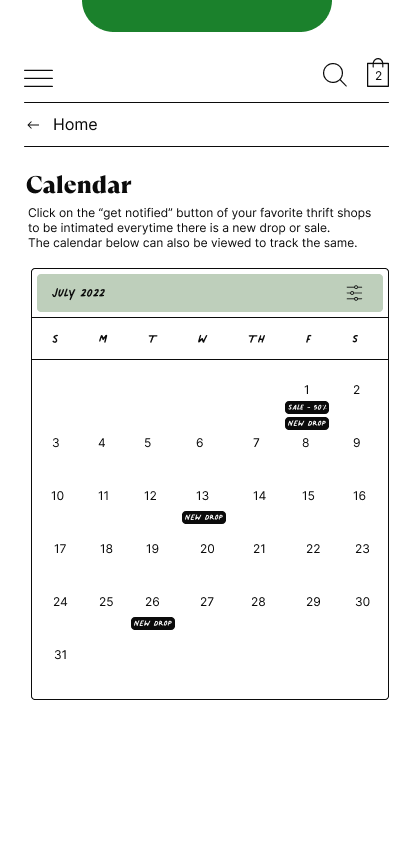 2
← Home
Calendar
Click on the “get notified” button of your favorite thrift shops
to be intimated everytime there is a new drop or sale.
The calendar below can also be viewed to track the same.
JULY 2022
S M T W TH F S
1 2
SALE - 50%
NEW DROP
3 4 5 6 7 8 9
10 11 12 13 14 15 16
NEW DROP
17 18 19 20 21 22 23
24 25 26 27 28 29 30
NEW DROP
31